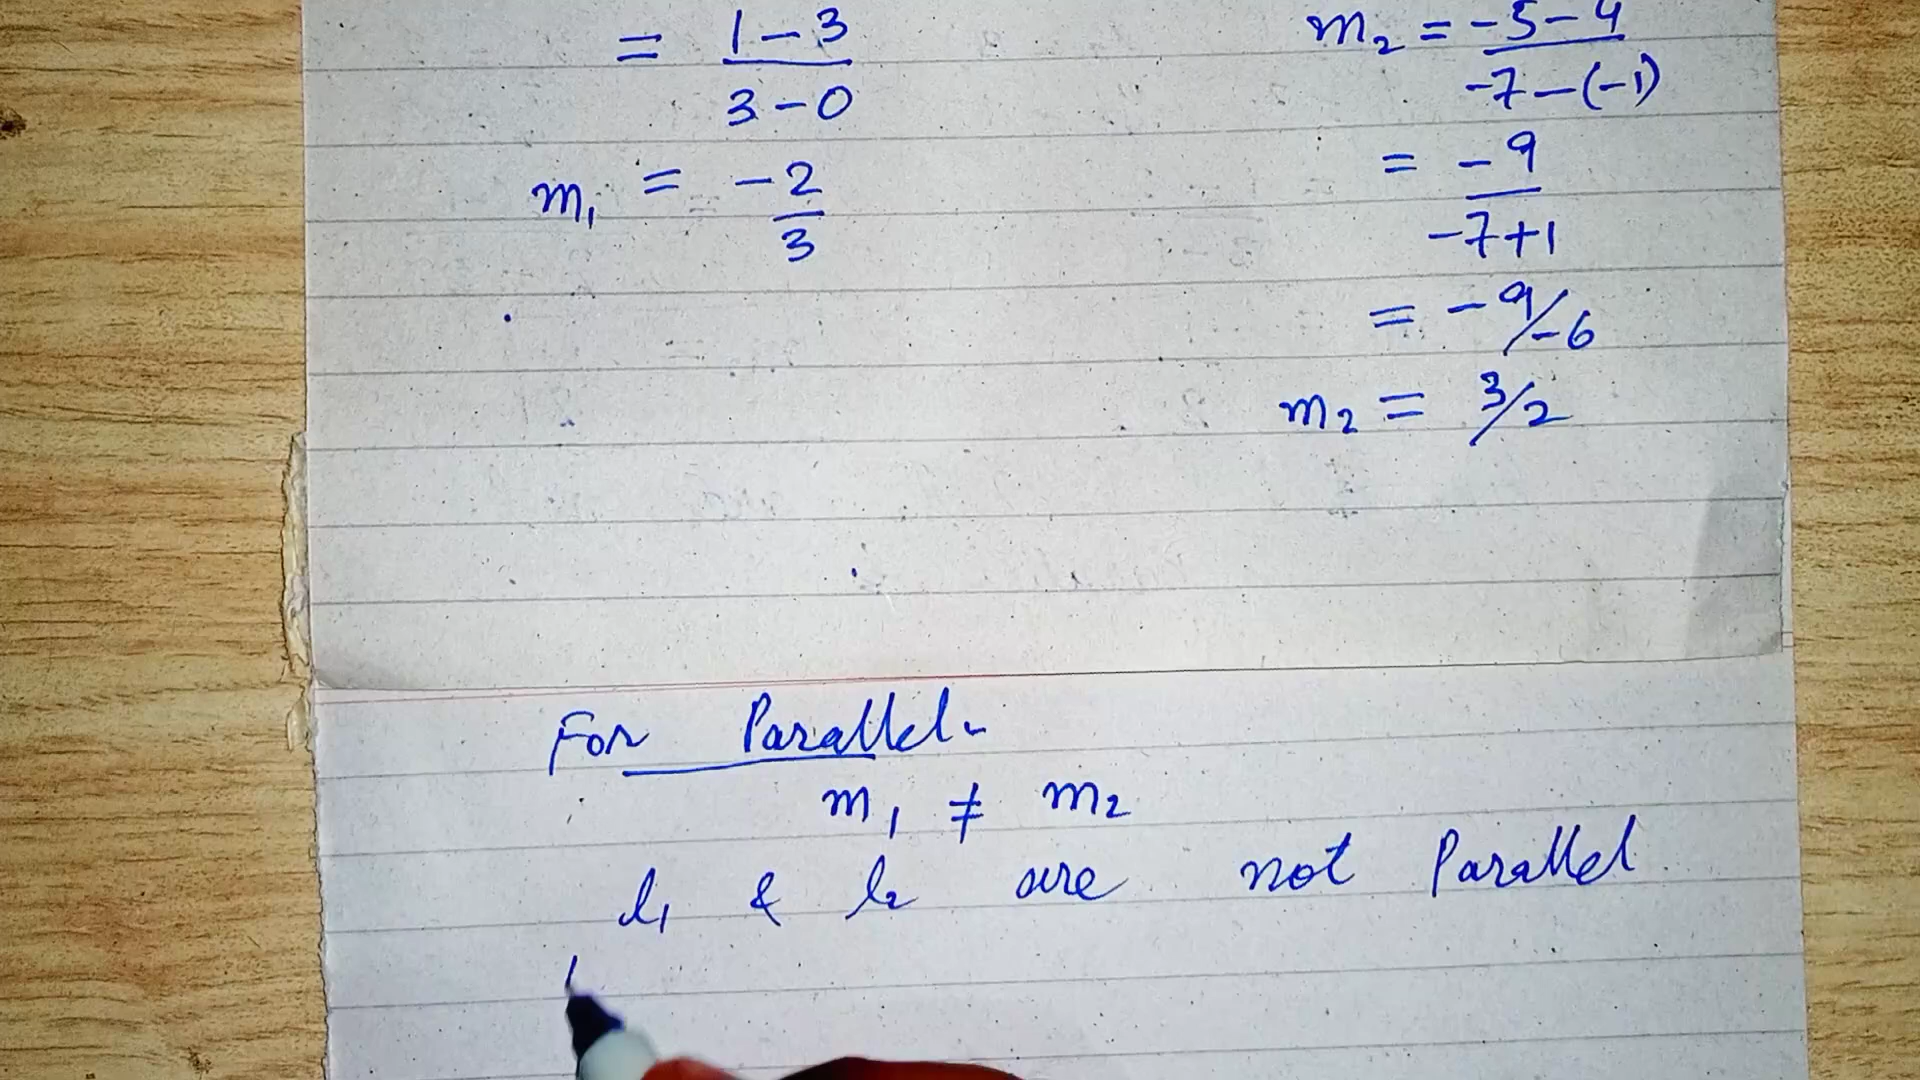 = 1-3
3-0
m₁ = -2
3
m₂ = -5-4
-7-(-1)
= -9
-7+1
= -9/-6
m₂ = 3/2
For Parallel-
m₁ ≠ m₂
l₁ & l₂ are not Parallel